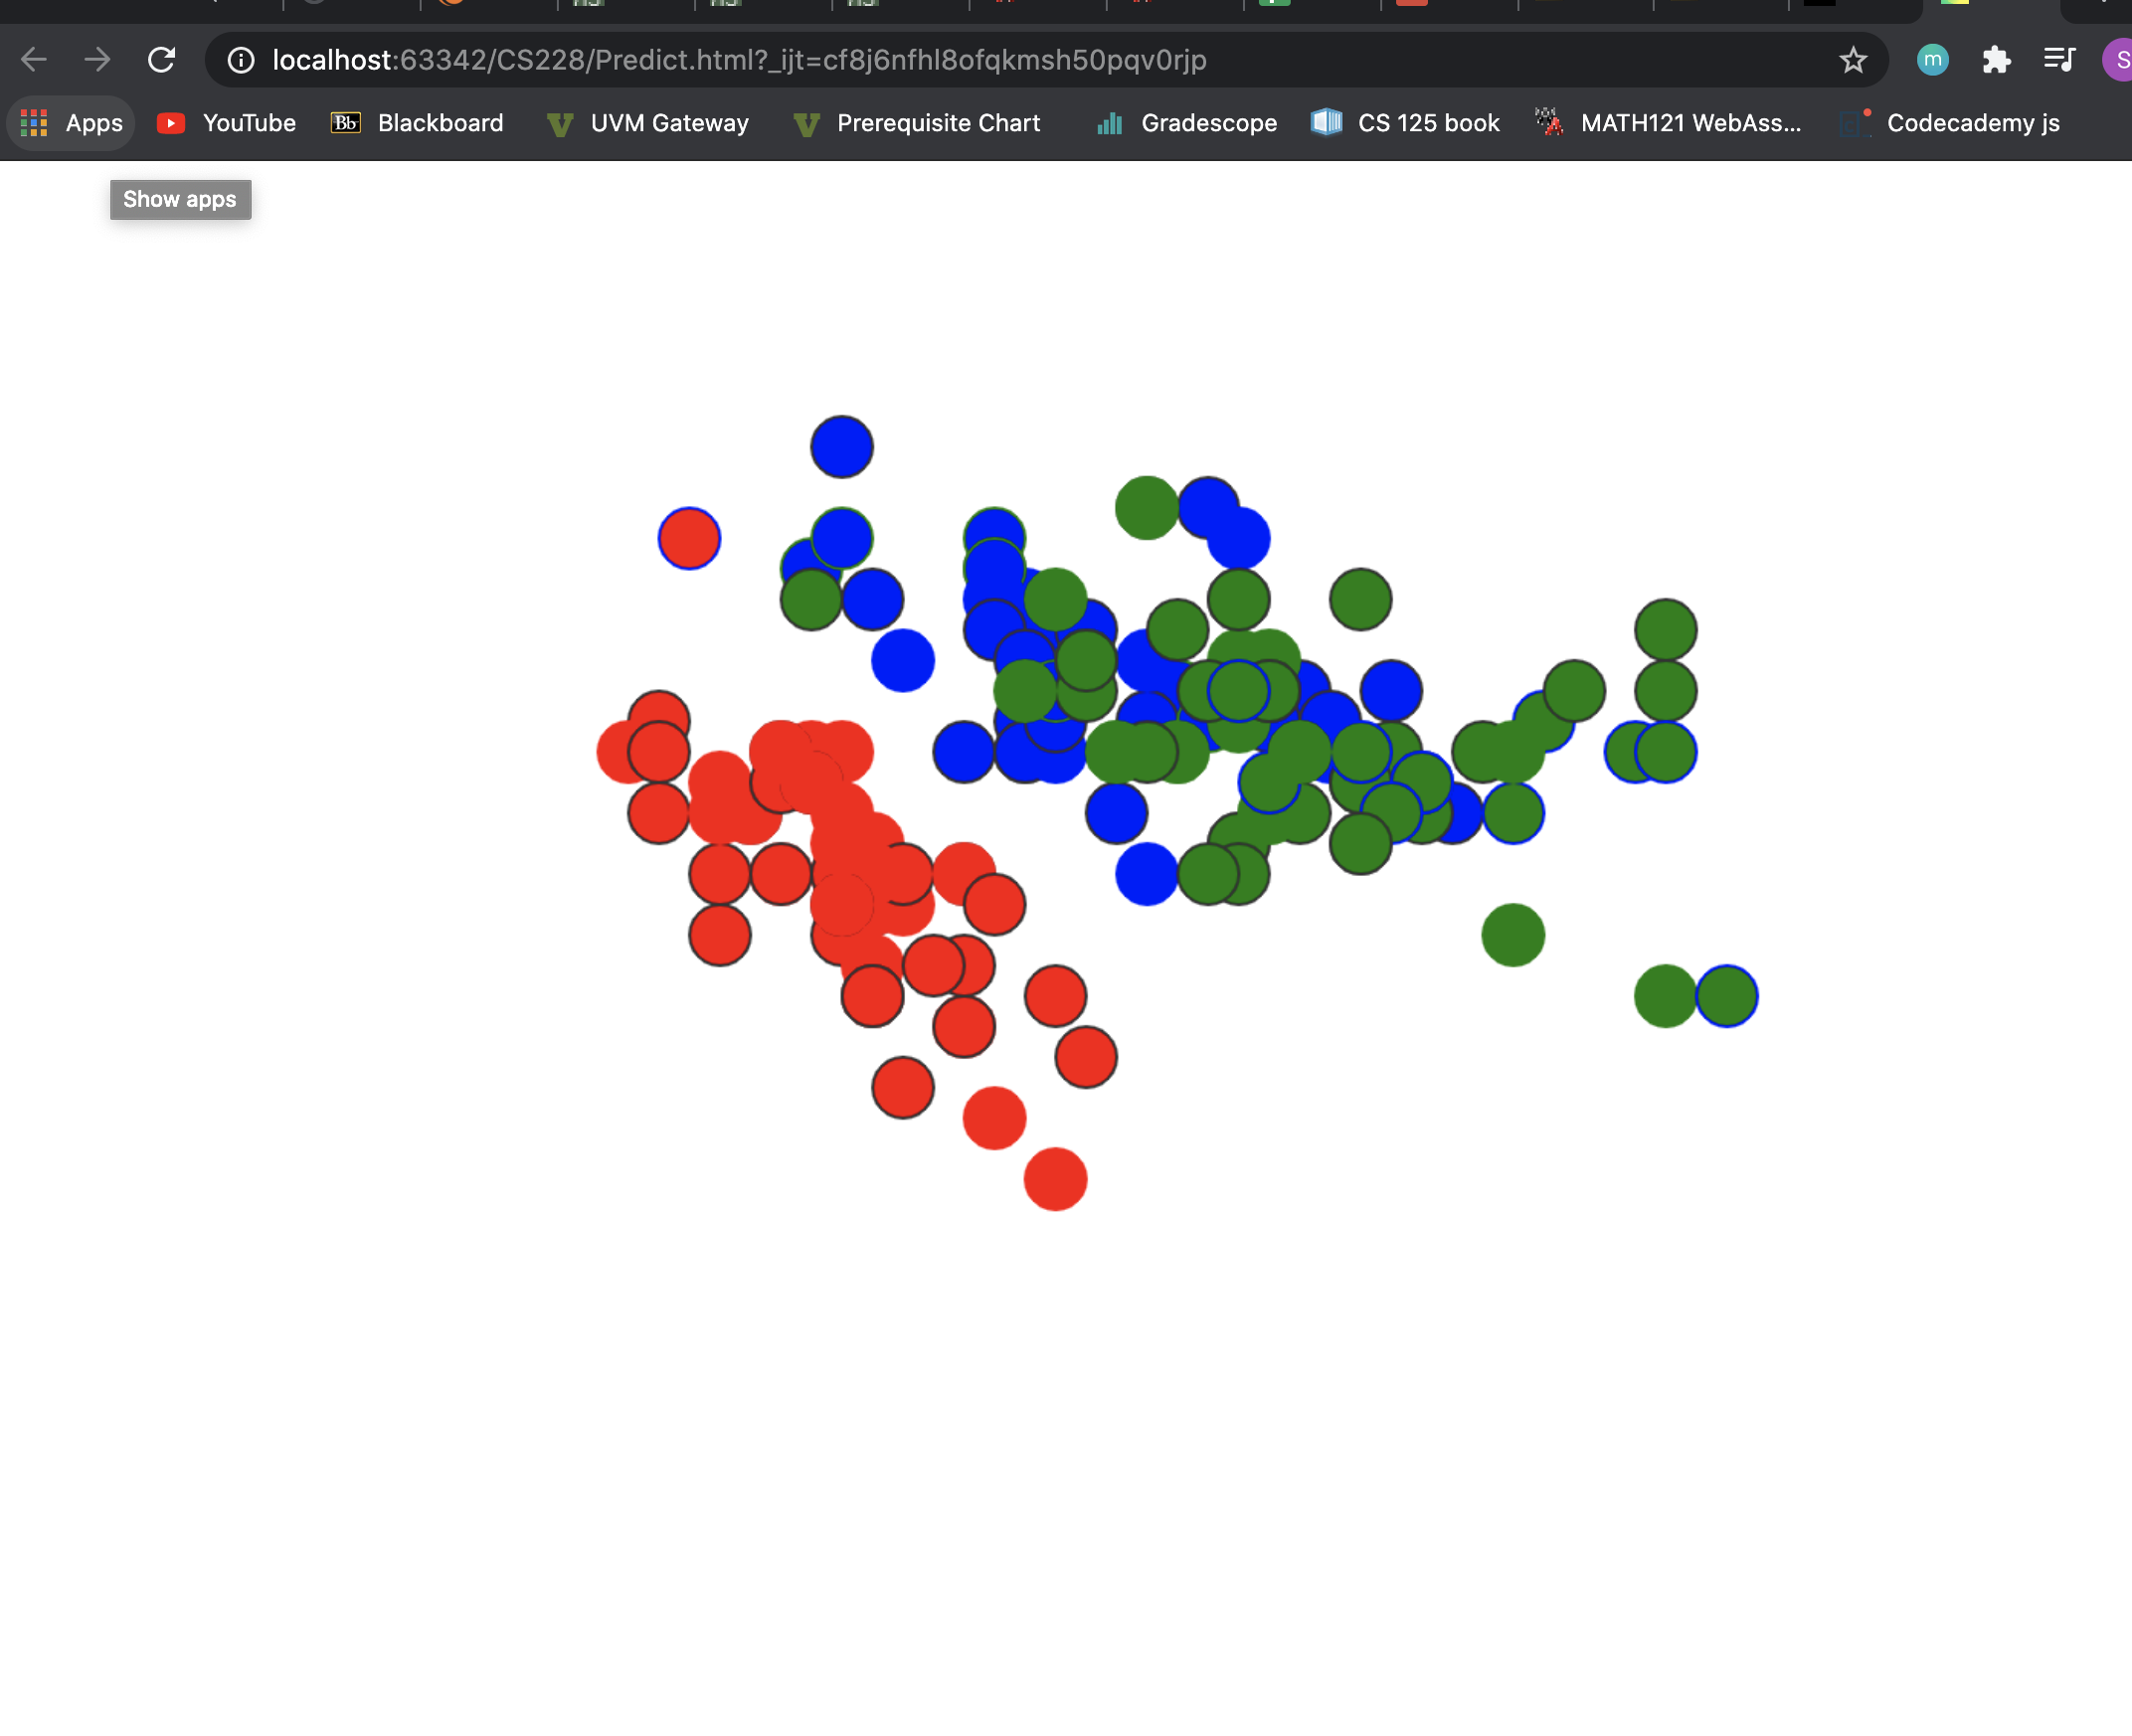 localhost:63342/CS228/Predict.html?_ijt=cf8j6nfhl8ofqkmsh50pqv0rjp
m
S
Apps YouTube Bb Blackboard UVM Gateway Prerequisite Chart Gradescope CS 125 book MATH121 WebAss... Codecademy js
Show apps